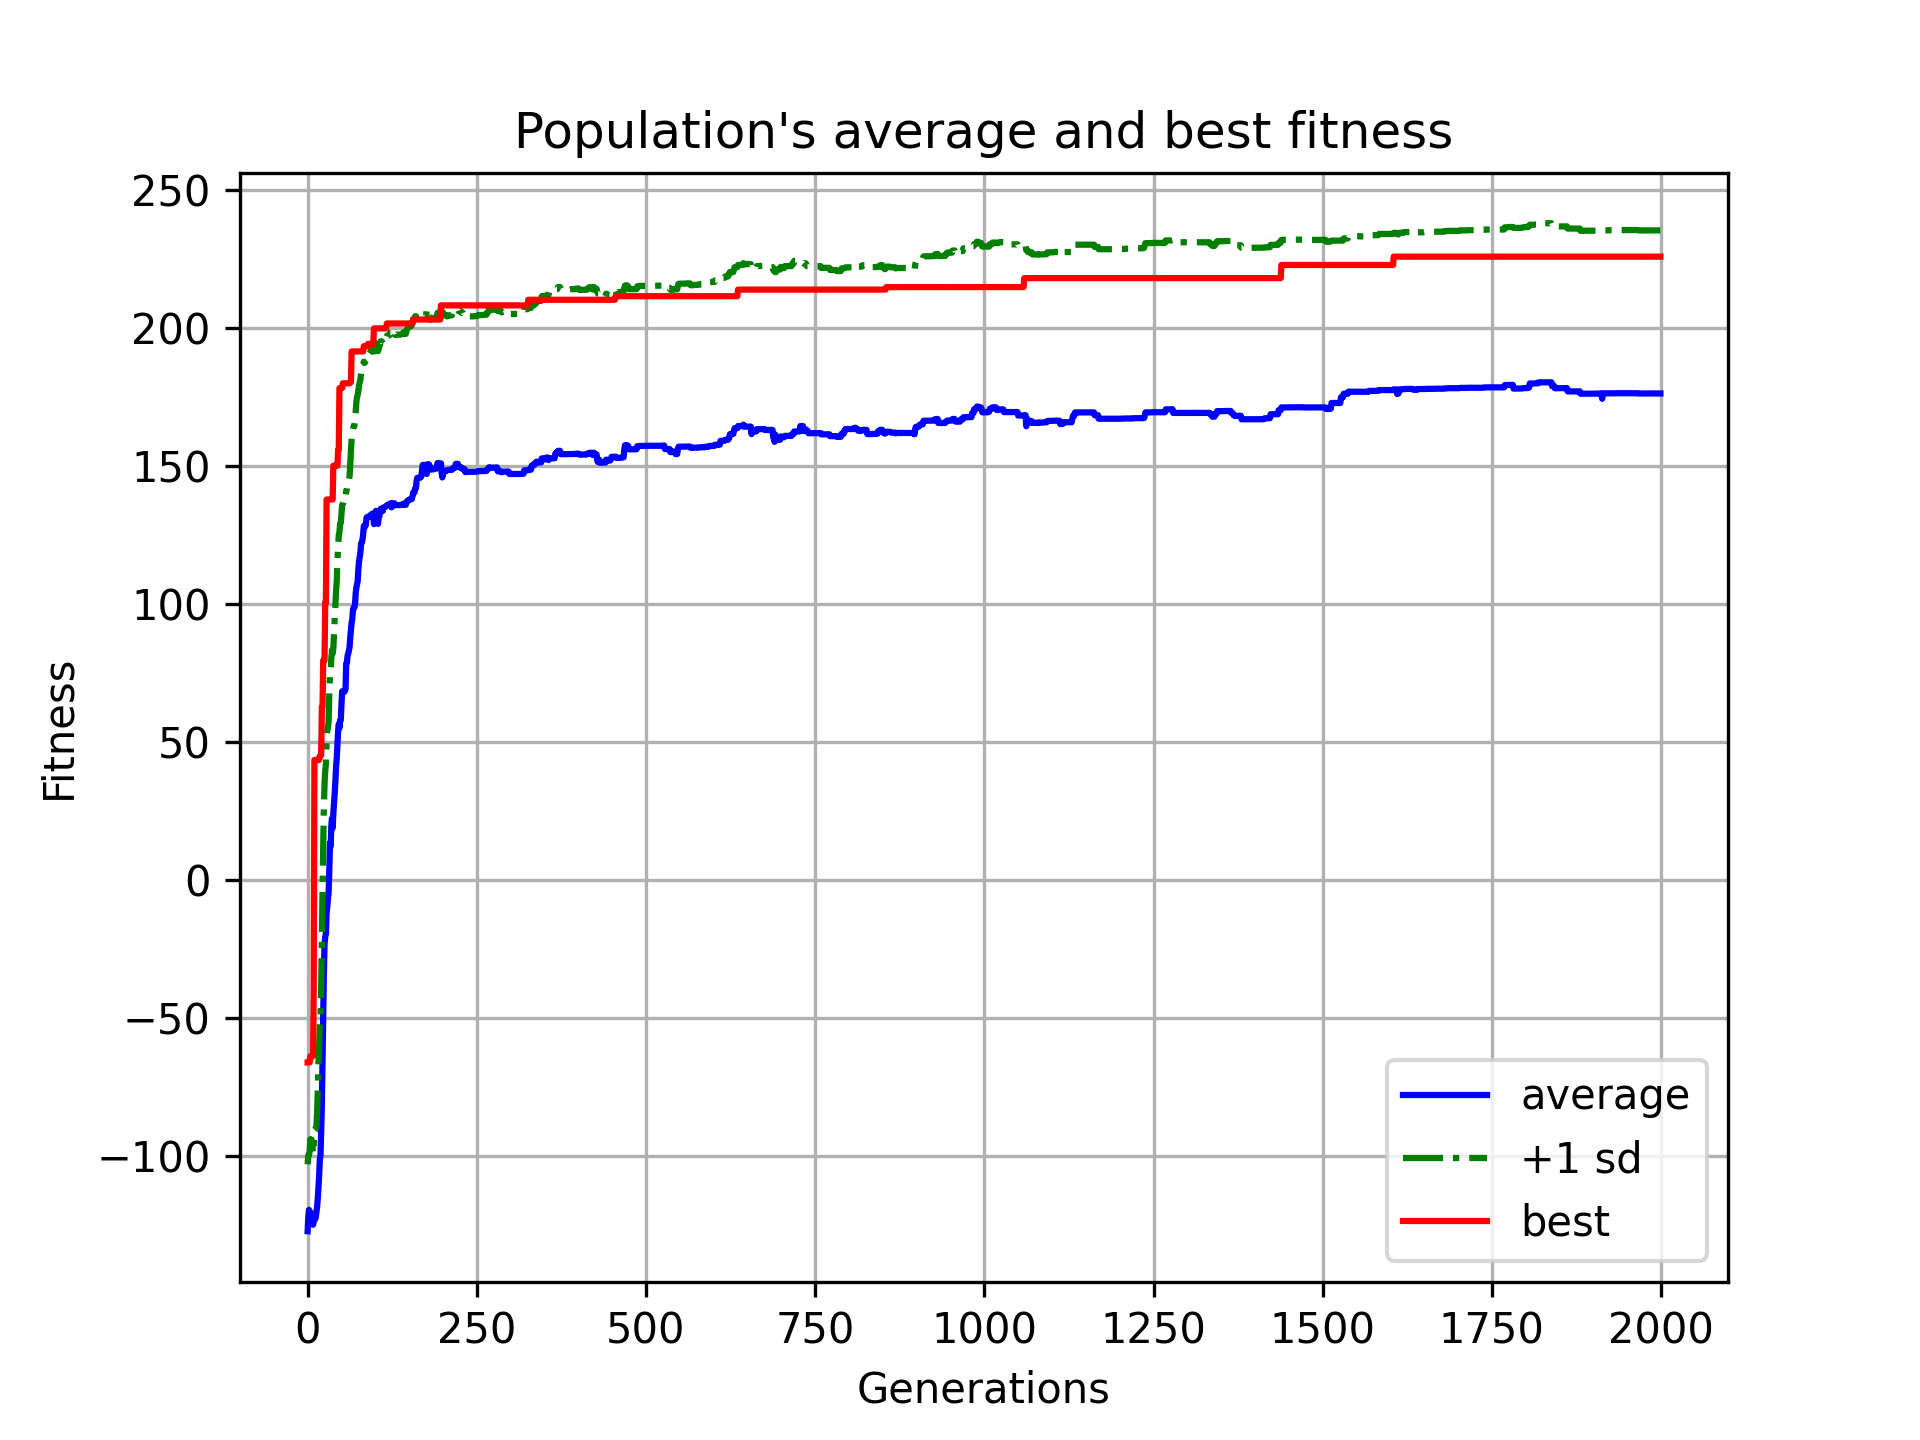 Population's average and best fitness
250
200
150
100
50
0
−50
−100
Fitness
0 250 500 750 1000 1250 1500 1750 2000
Generations
average
+1 sd
best